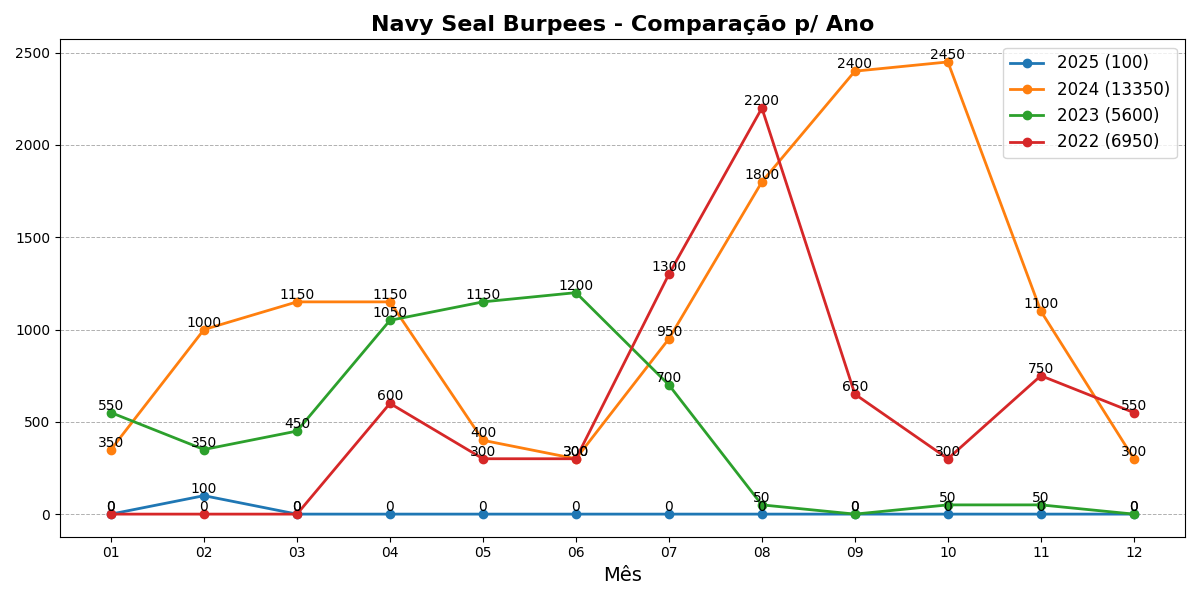 Navy Seal Burpees - Comparação p/ Ano
2500
2000
1500
1000
500
0
2025 (100)
2024 (13350)
2023 (5600)
2022 (6950)
0 100 0 0 0 0 0 0 0 0 0 0
350 1000 1150 1150 400 300 950 1800 2400 2450 1100 300
550 350 450 1050 1150 1200 700 50 0 50 50 0
0 0 0 600 300 300 1300 2200 650 300 750 550
01 02 03 04 05 06 07 08 09 10 11 12
Mês